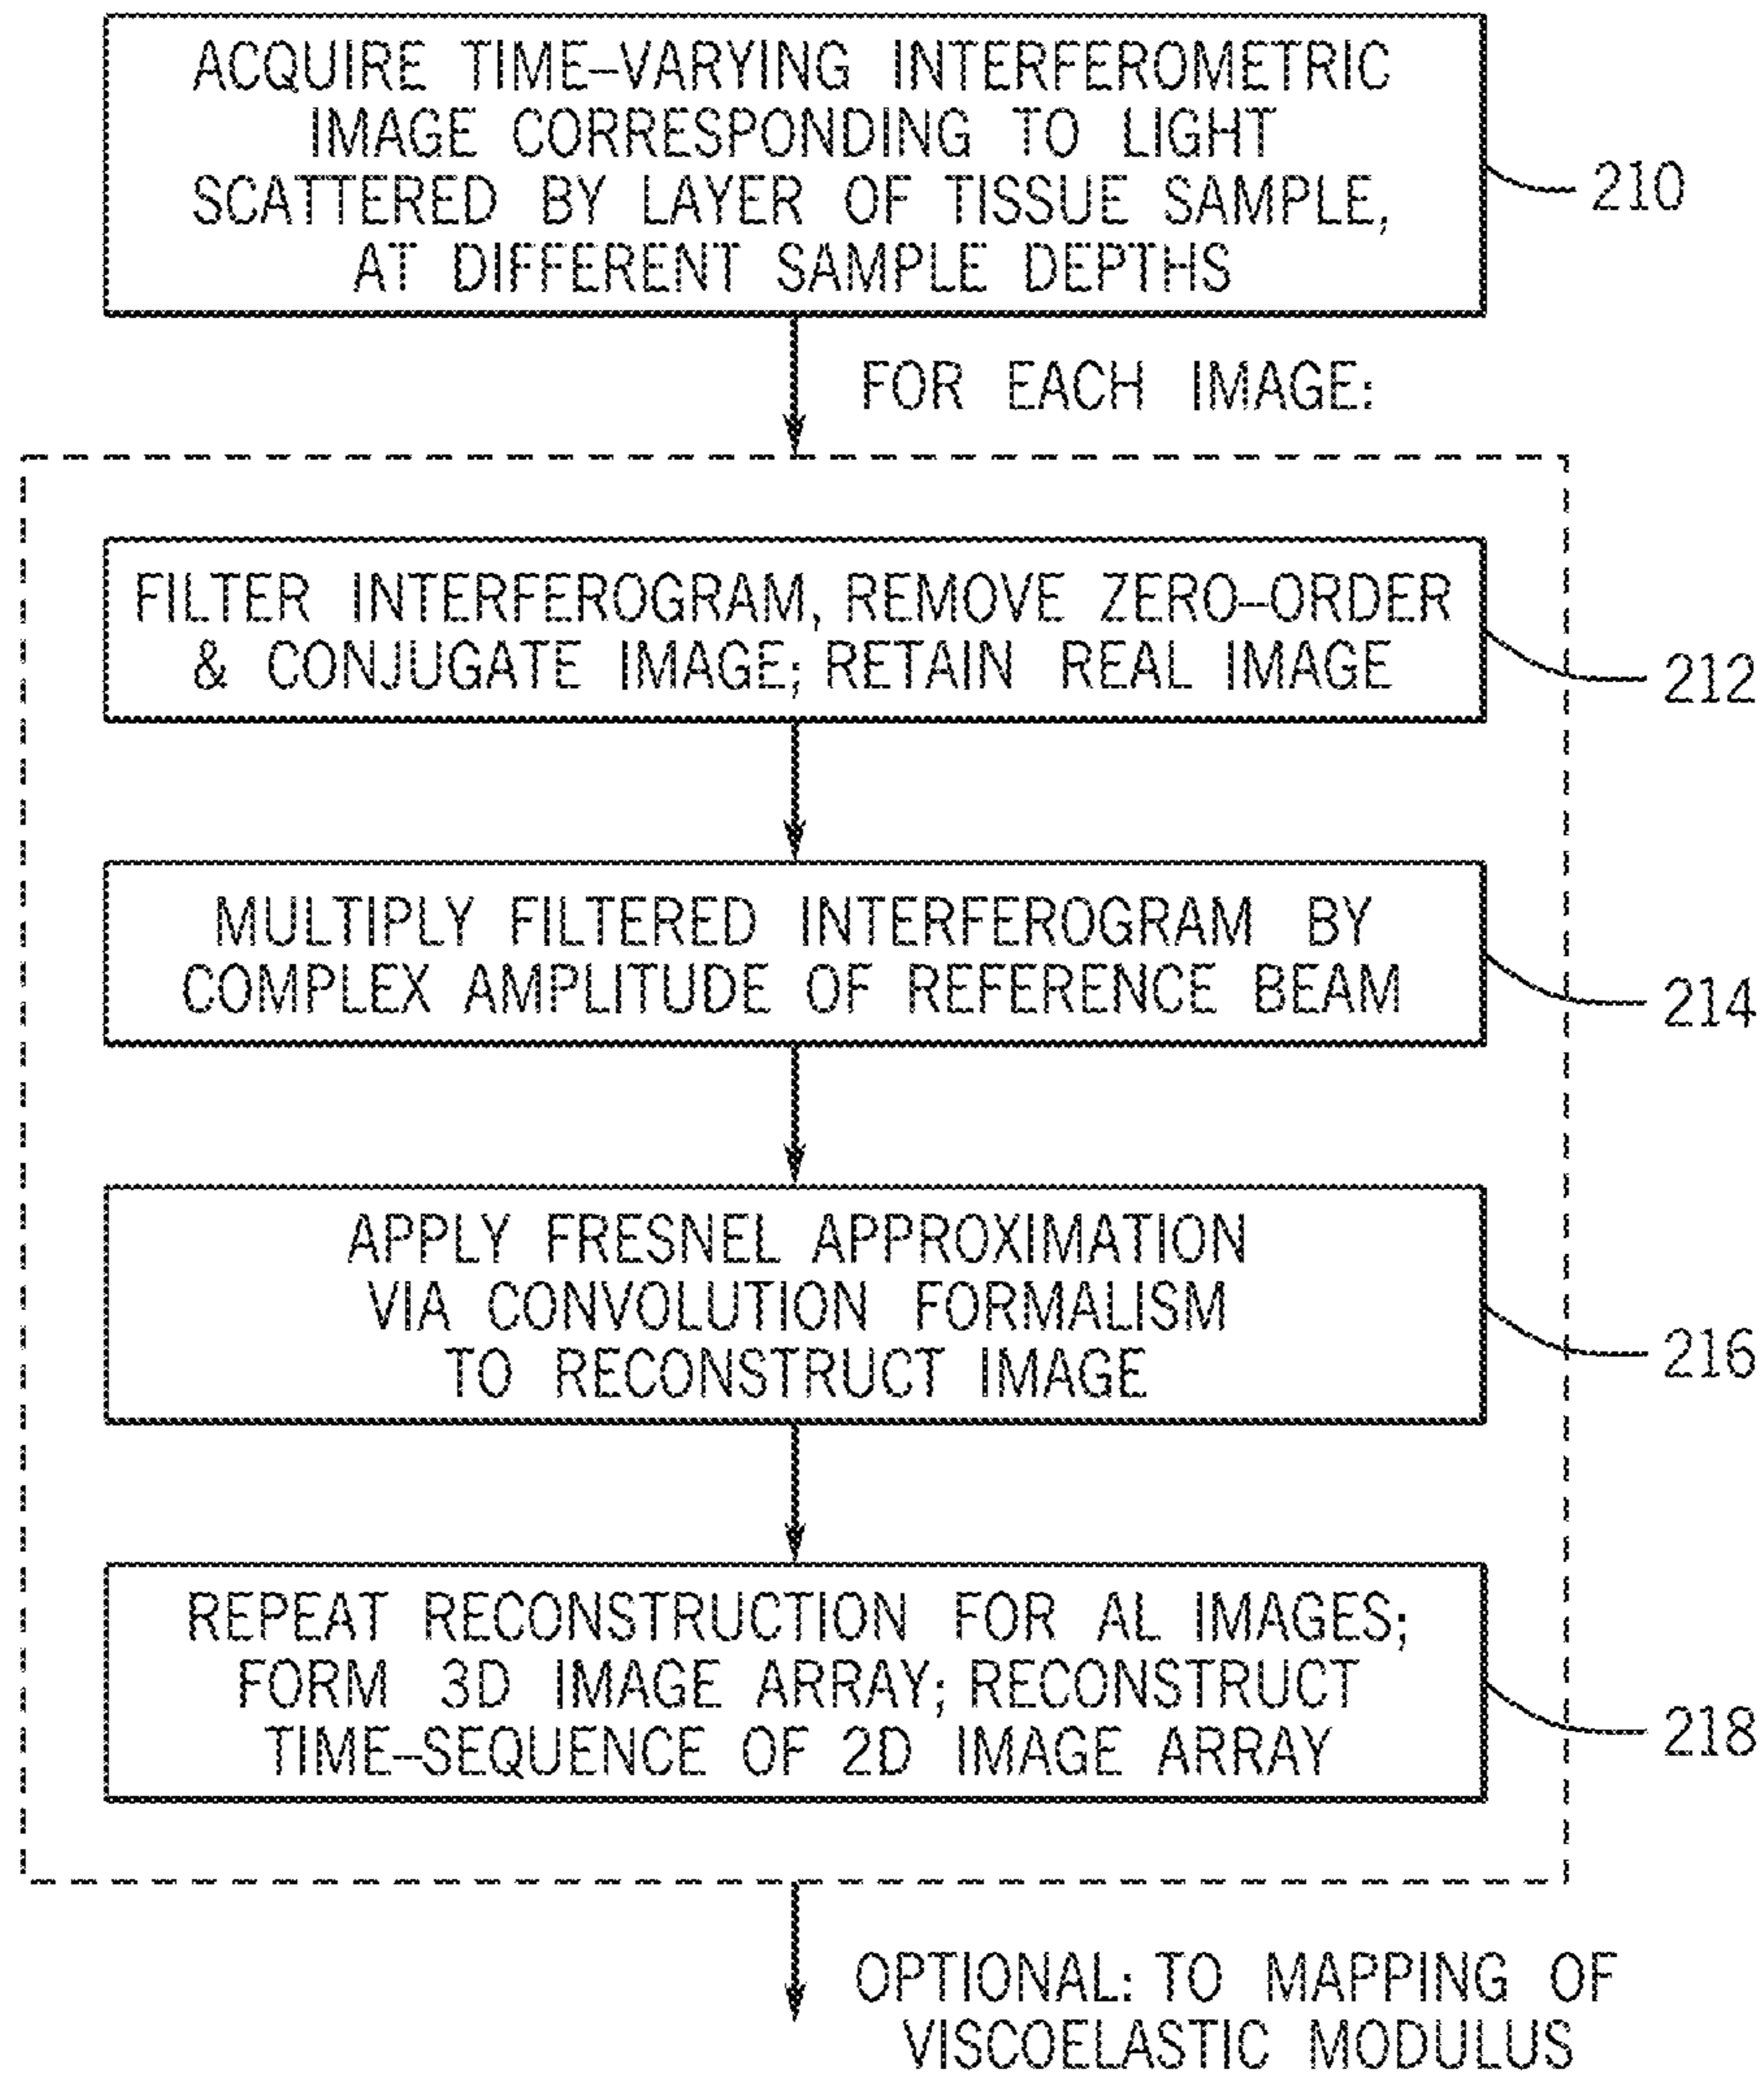 ACQUIRE TIME–VARYING INTERFEROMETRIC
IMAGE CORRESPONDING TO LIGHT
SCATTERED BY LAYER OF TISSUE SAMPLE,
AT DIFFERENT SAMPLE DEPTHS
210
FOR EACH IMAGE:
FILTER INTERFEROGRAM, REMOVE ZERO–ORDER
& CONJUGATE IMAGE; RETAIN REAL IMAGE
212
MULTIPLY FILTERED INTERFEROGRAM BY
COMPLEX AMPLITUDE OF REFERENCE BEAM
214
APPLY FRESNEL APPROXIMATION
VIA CONVOLUTION FORMALISM
TO RECONSTRUCT IMAGE
216
REPEAT RECONSTRUCTION FOR AL IMAGES;
FORM 3D IMAGE ARRAY; RECONSTRUCT
TIME–SEQUENCE OF 2D IMAGE ARRAY
218
OPTIONAL: TO MAPPING OF
VISCOELASTIC MODULUS